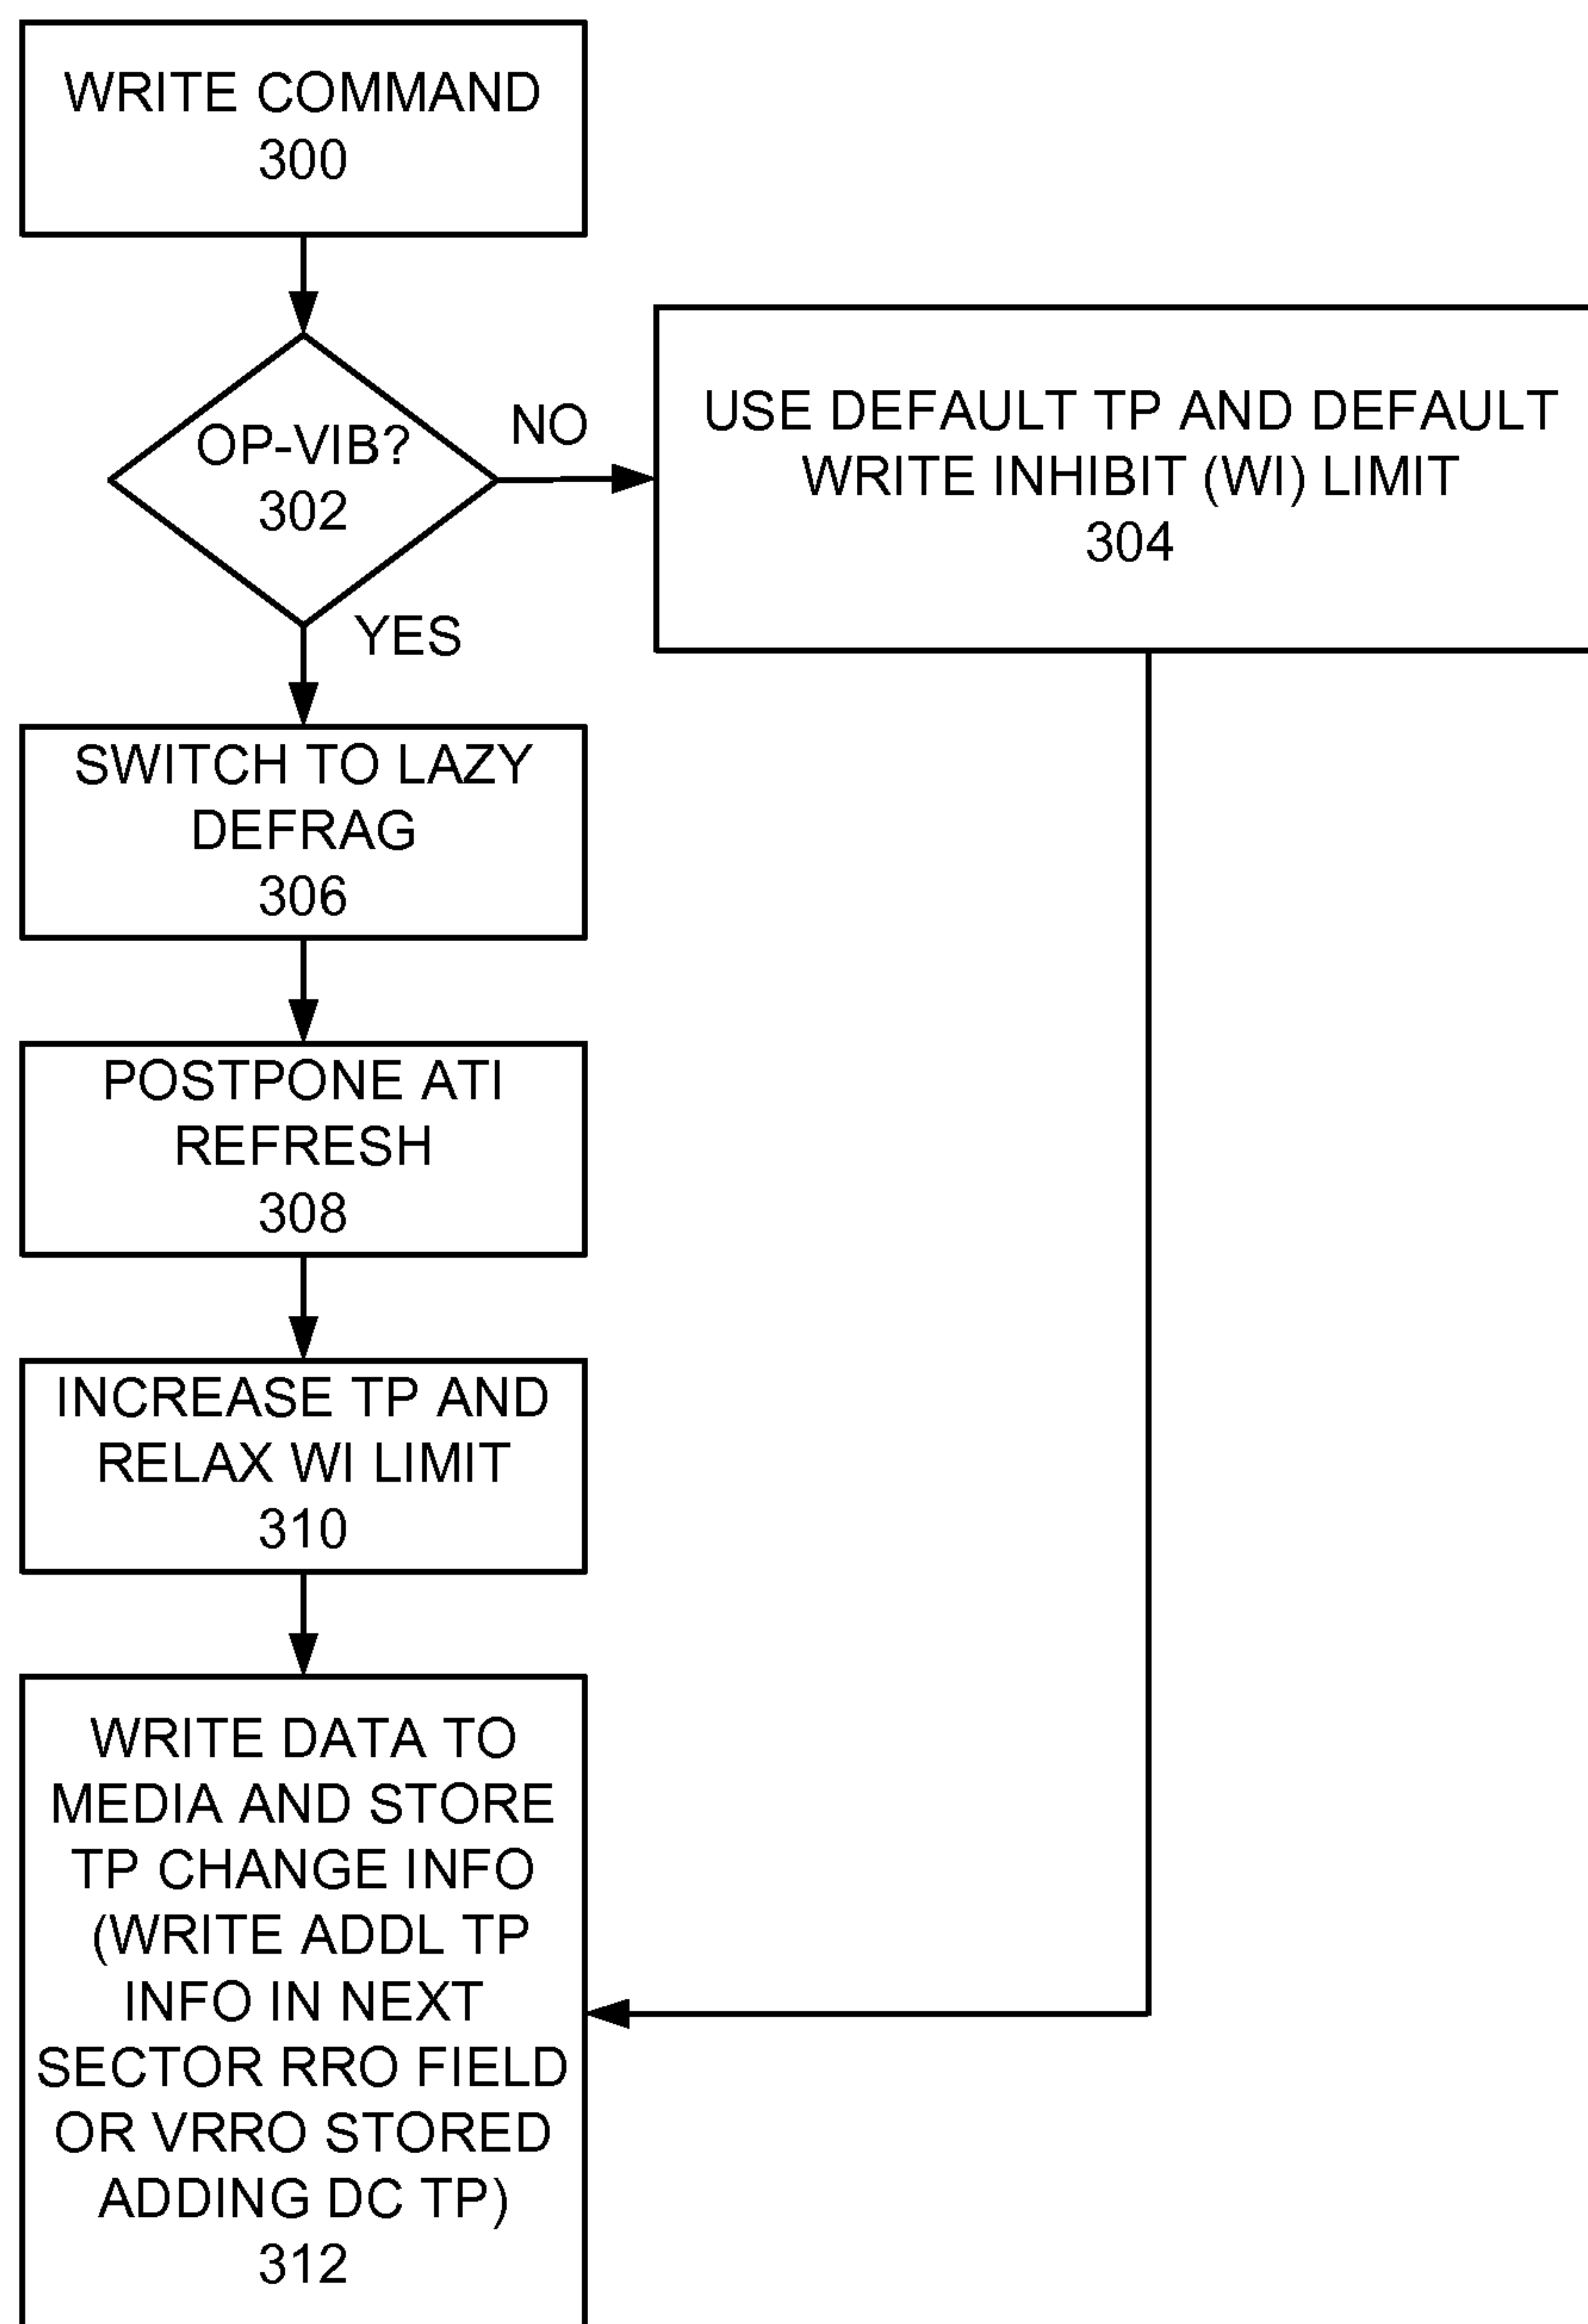 WRITE COMMAND
300
OP-VIB?
302
NO
YES
USE DEFAULT TP AND DEFAULT
WRITE INHIBIT (WI) LIMIT
304
SWITCH TO LAZY
DEFRAG
306
POSTPONE ATI
REFRESH
308
INCREASE TP AND
RELAX WI LIMIT
310
WRITE DATA TO
MEDIA AND STORE
TP CHANGE INFO
(WRITE ADDL TP
INFO IN NEXT
SECTOR RRO FIELD
OR VRRO STORED
ADDING DC TP)
312